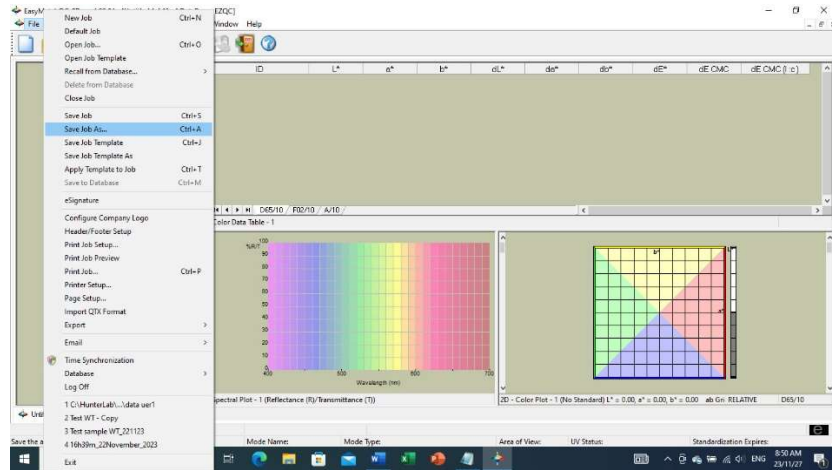 EZQC]
File
Window Help
New Job Ctrl+N
Default Job
Open Job... Ctrl+O
Open Job Template
Recall from Database... >
Delete from Database
Close Job
Save Job Ctrl+S
Save Job As... Ctrl+A
Save Job Template Ctrl+J
Save Job Template As
Apply Template to Job Ctrl+T
Save to Database Ctrl+M
eSignature
Configure Company Logo
Header/Footer Setup
Print Job Setup...
Print Job Preview
Print Job... Ctrl+P
Printer Setup...
Page Setup...
Import QTX Format
Export >
Email >
Time Synchronization
Database >
Log Off
1 C:\HunterLab\...\data uer1
2 Test WT - Copy
3 Test sample WT_221123
4 16h39m_22November_2023
Exit
ID L* a* b* dL* da* db* dE* dE CMC dE CMC (l:c)
D65/10 F02/10 A/10
Color Data Table - 1
%R/T
100
90
80
70
60
50
40
30
20
10
0
400 500 600 700
Wavelength (nm)
Spectral Plot - 1 (Reflectance (R)/Transmittance (T))
b*
L*
a*
2D - Color Plot - 1 (No Standard) L* = 0.00, a* = 0.00, b* = 0.00 ab Gri RELATIVE D65/10
Save the a
Mode Name: Mode Type: Area of View: UV Status: Standardization Expires:
ENG 8:50 AM
23/11/27